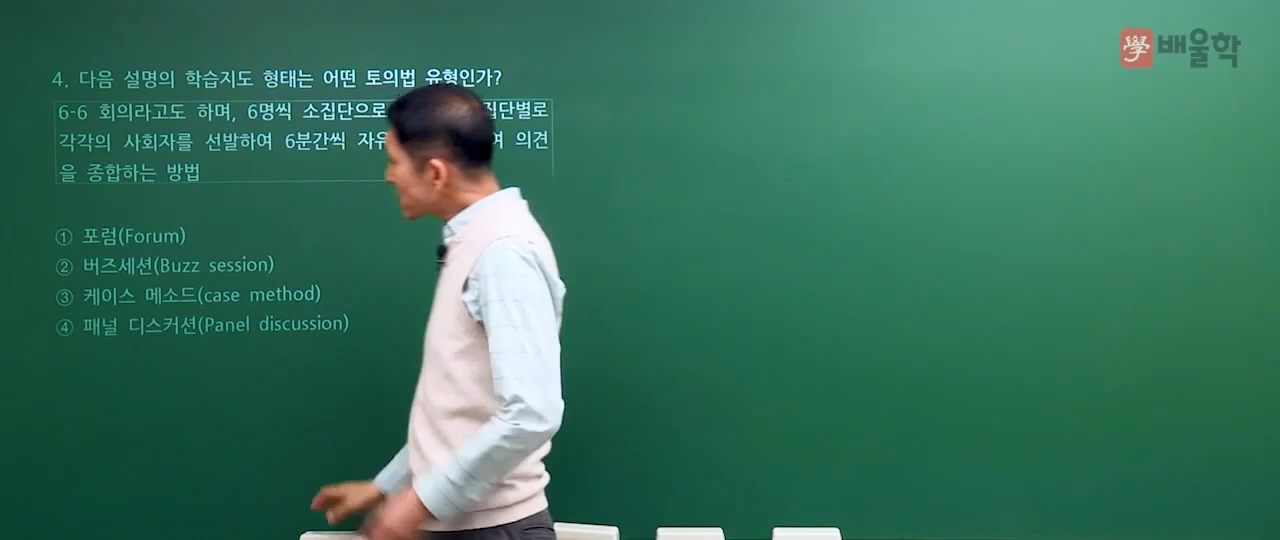 學 배울학
4. 다음 설명의 학습지도 형태는 어떤 토의법 유형인가?
6-6 회의라고도 하며, 6명씩 소집단으로 집단별로
각각의 사회자를 선발하여 6분간씩 의견
을 종합하는 방법
① 포럼(Forum)
② 버즈세션(Buzz session)
③ 케이스 메소드(case method)
④ 패널 디스커션(Panel discussion)